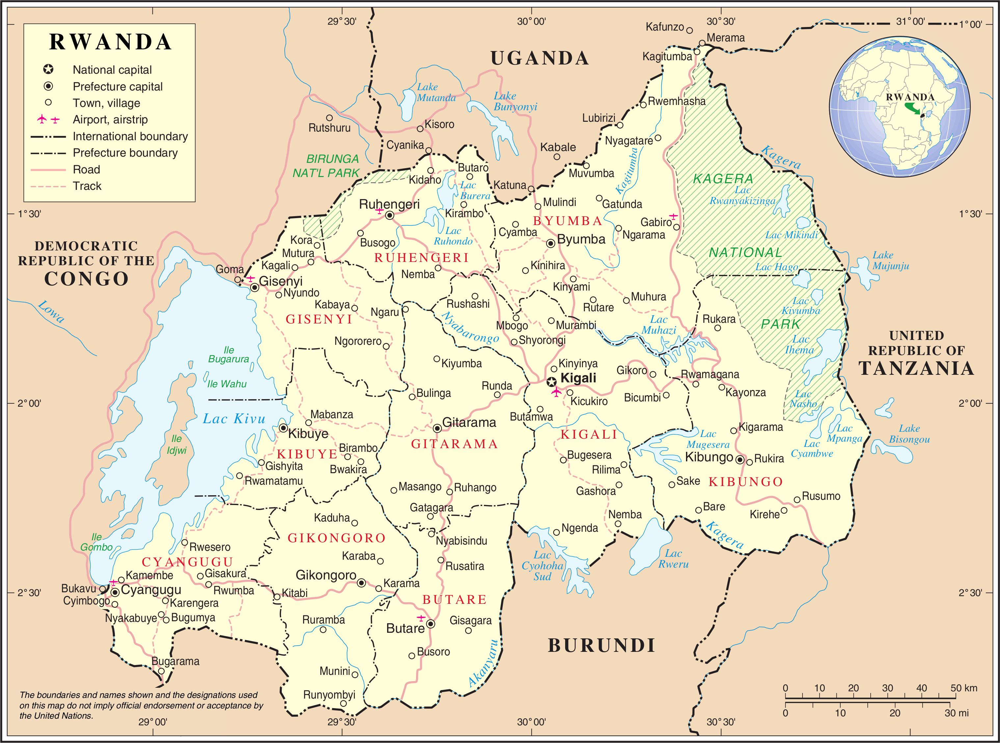 RWANDA
National capital
Prefecture capital
Town, village
Airport, airstrip
International boundary
Prefecture boundary
Road
Track
29°30'
30°00'
30°30'
31°00'
1°00'
Kafunzo
Merama
Kagitumba
UGANDA
RWANDA
Lake
Mutanda
Lake
Bunyonyi
Rwemhasha
Lubirizi
Rutshuru
Kisoro
Nyagatare
Cyanika
Kabale
Kagera
BIRUNGA
NAT'L PARK
Butaro
Muvumba
Kagitumba
Kidaho
KAGERA
Lac
Burera
Katuna
Lac
Rwanyakizinga
Ruhengeri
Mulindi
Gatunda
Kirambo
1°30'
1°30'
BYUMBA
Gabiro
Cyamba
Ngarama
Lac
Ruhondo
Lac Mikindi
Kora
Busogo
Byumba
DEMOCRATIC
REPUBLIC OF THE
CONGO
Mutura
RUHENGERI
NATIONAL
Lake
Mujunju
Kagali
Kinihira
Lac Hago
Goma
Nemba
Gisenyi
Kinyami
Nyundo
Muhura
Lac
Kivumba
Kabaya
Rushashi
Rutare
Lowa
Ngaru
GISENYI
Nyabarongo
Mbogo
Murambi
Lac
Muhazi
Rukara
PARK
Shyorongi
Ngororero
Lac
Ihema
UNITED
REPUBLIC OF
TANZANIA
Ile
Bugarura
Kiyumba
Kinyinya
Gikoro
Rwamagana
Kigali
Ile Wahu
Runda
Bulinga
Kicukiro
Bicumbi
Kayonza
2°00'
2°00'
Lac
Nasho
Lac Kivu
Mabanza
Butamwa
Gitarama
Kibuye
KIGALI
Kigarama
Lac
Mpanga
Lake
Bisongou
Lac
Mugesera
Ile
Idjwi
GITARAMA
Lac
Cyambwe
Birambo
KIBUYE
Bugesera
Kibungo
Rukira
Gishyita
Bwakira
Rilima
Rwamatamu
Sake
KIBUNGO
Masango
Ruhango
Gashora
Rusumo
Gatagara
Bare
Kirehe
Kaduha
Nemba
Ngenda
Kagera
GIKONGORO
Nyabisindu
Ile
Gombo
Rwesero
Karaba
Lac
Cyohoha
Sud
Lac
Rweru
CYANGUGU
Rusatira
Kamembe
Gisakura
Gikongoro
Karama
Bukavu
Cyangugu
Rwumba
Kitabi
2°30'
2°30'
Cyimbogo
Karengera
BUTARE
Nyakabuye
Bugumya
Ruramba
Gisagara
Butare
BURUNDI
Busoro
Akanyaru
Bugarama
Munini
Runyombyi
The boundaries and names shown and the designations used
on this map do not imply official endorsement or acceptance by
the United Nations.
0 10 20 30 40 50 km
0 10 20 30 mi
29°00'
29°30'
30°00'
30°30'